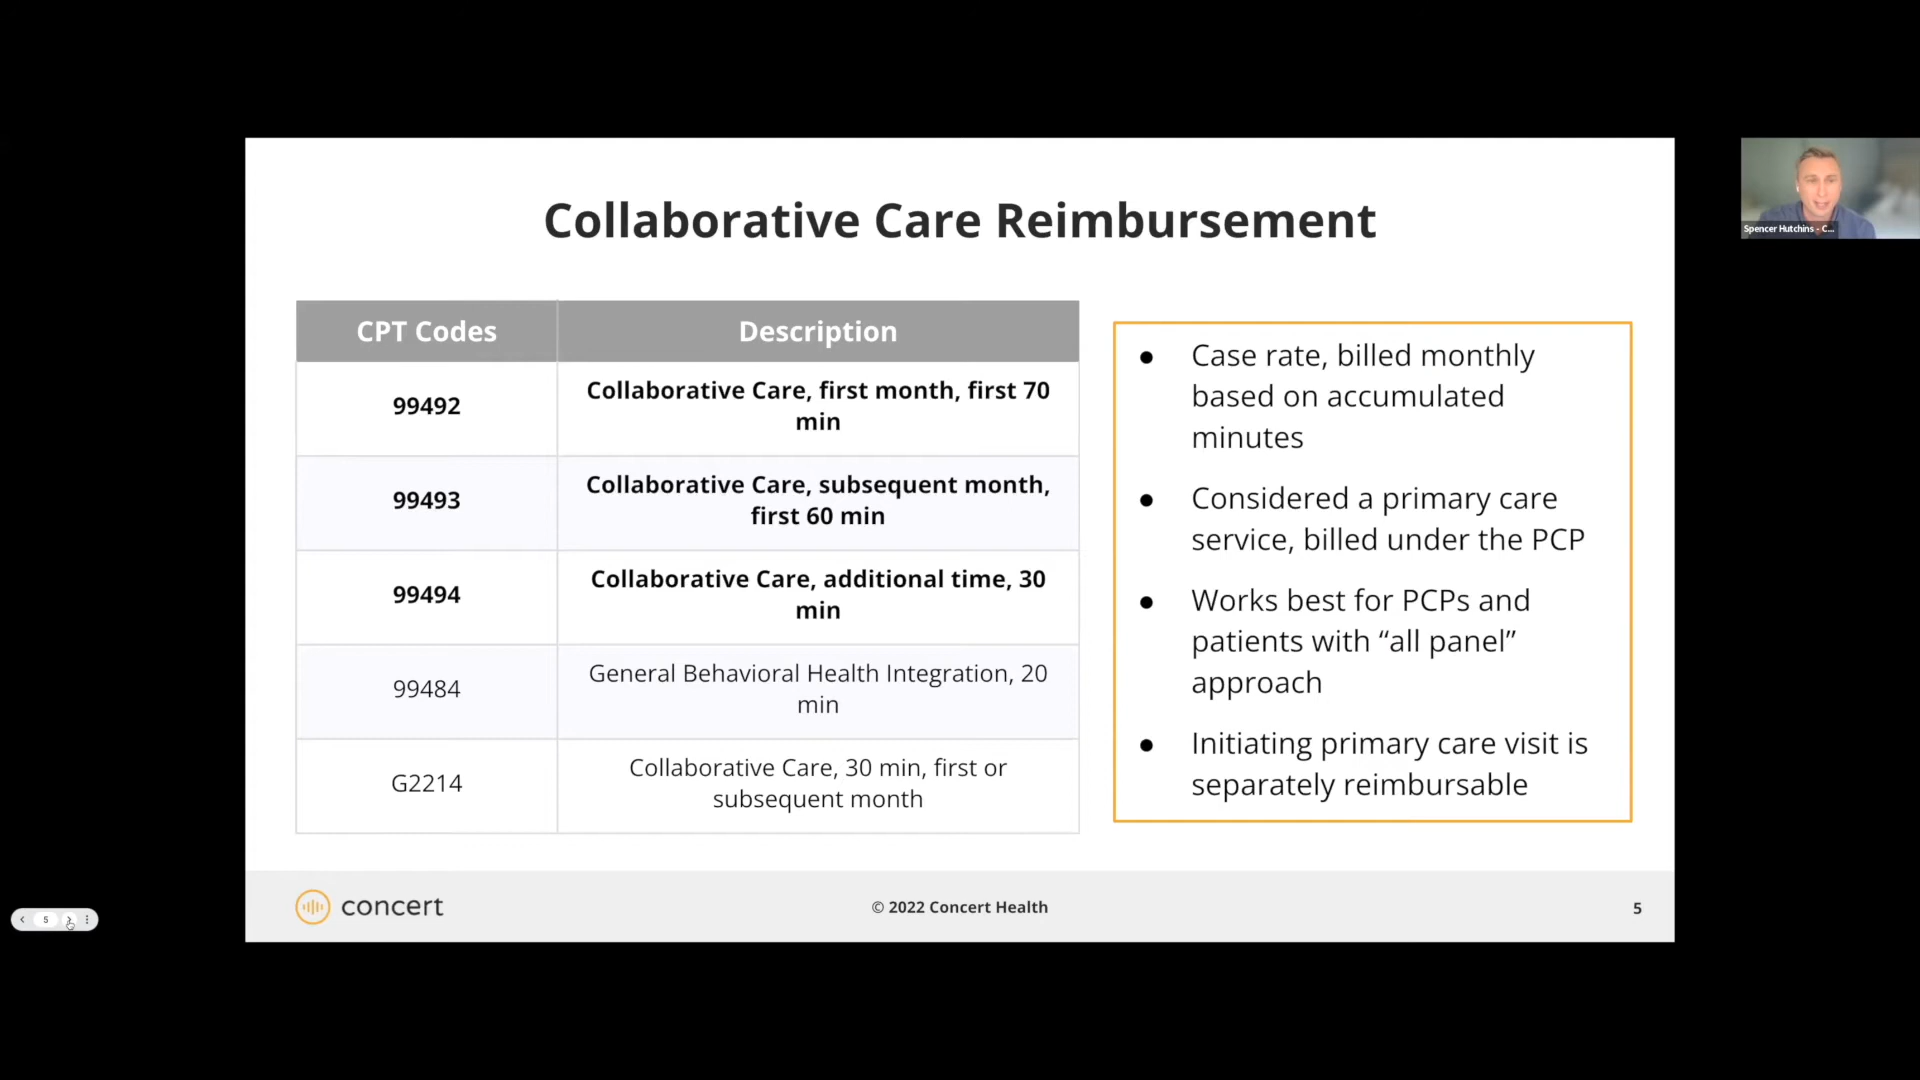 Collaborative Care Reimbursement
CPT Codes
Description
99492
Collaborative Care, first month, first 70
min
99493
Collaborative Care, subsequent month,
first 60 min
99494
Collaborative Care, additional time, 30
min
99484
General Behavioral Health Integration, 20
min
G2214
Collaborative Care, 30 min, first or
subsequent month
● Case rate, billed monthly
based on accumulated
minutes
● Considered a primary care
service, billed under the PCP
● Works best for PCPs and
patients with “all panel”
approach
● Initiating primary care visit is
separately reimbursable
concert
© 2022 Concert Health
5
Spencer Hutchins - C...
5